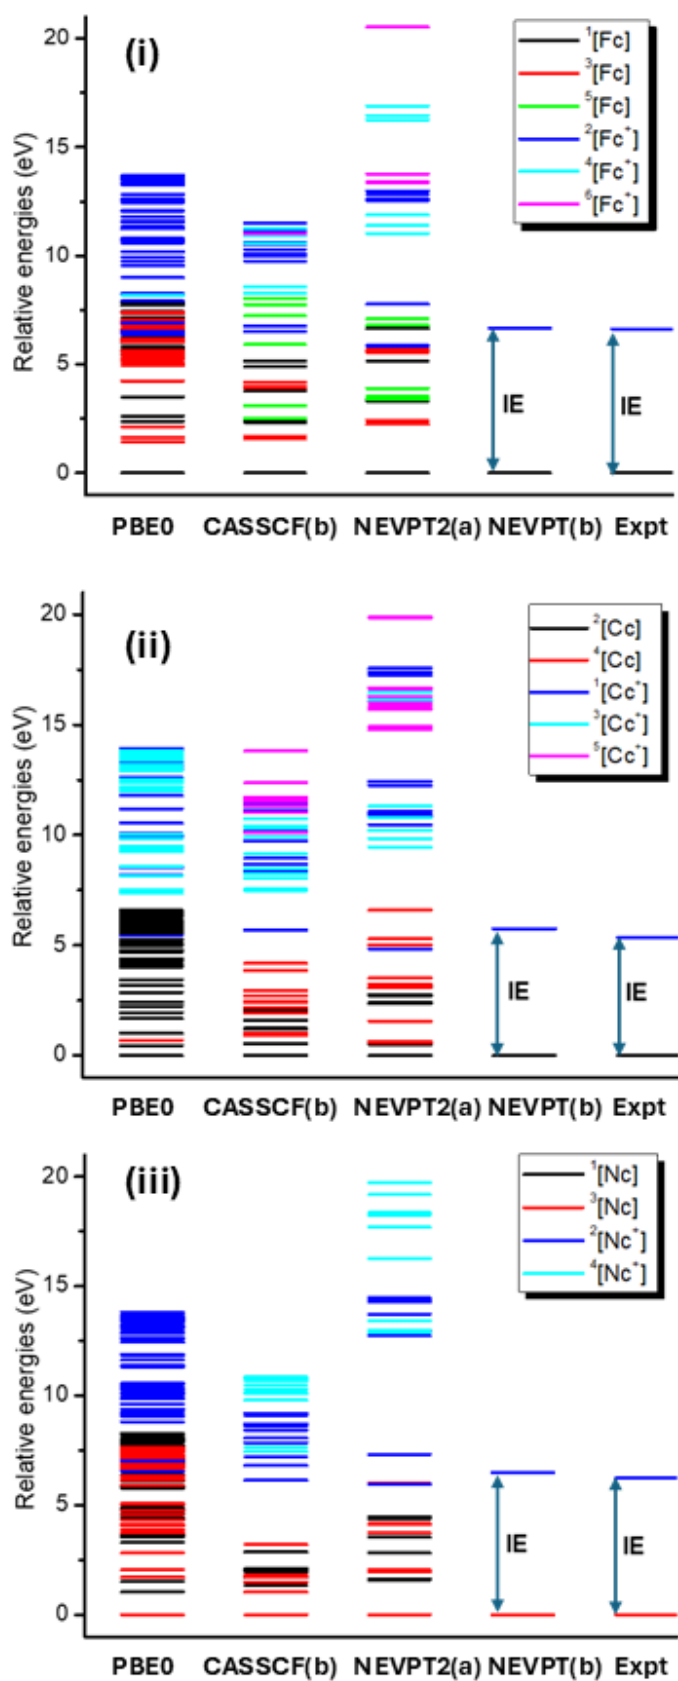 (i)
20
15
10
5
0
Relative energies (eV)
¹[Fc]
³[Fc]
⁵[Fc]
²[Fc⁺]
⁴[Fc⁺]
⁶[Fc⁺]
IE
IE
PBE0 CASSCF(b) NEVPT2(a) NEVPT(b) Expt
(ii)
20
15
10
5
0
Relative energies (eV)
²[Cc]
⁴[Cc]
¹[Cc⁺]
³[Cc⁺]
⁵[Cc⁺]
IE
IE
PBE0 CASSCF(b) NEVPT2(a) NEVPT(b) Expt
(iii)
20
15
10
5
0
Relative energies (eV)
¹[Nc]
³[Nc]
²[Nc⁺]
⁴[Nc⁺]
IE
IE
PBE0 CASSCF(b) NEVPT2(a) NEVPT(b) Expt